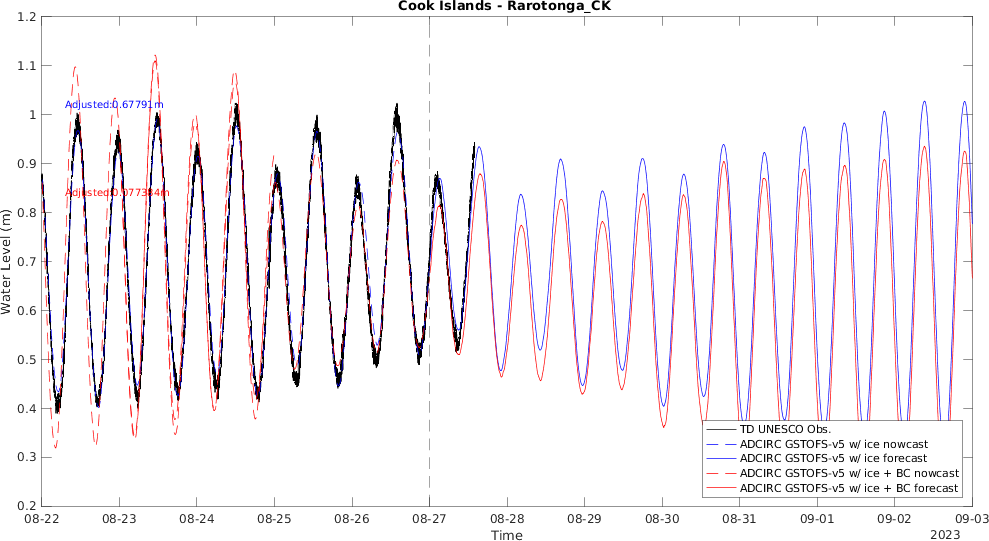 Cook Islands - Rarotonga_CK
1.2
1.1
1
0.9
0.8
0.7
0.6
0.5
0.4
0.3
0.2
Water Level (m)
Adjusted:0.67791m
Adjusted:0.077384m
TD UNESCO Obs.
ADCIRC GSTOFS-v5 w/ ice nowcast
ADCIRC GSTOFS-v5 w/ ice forecast
ADCIRC GSTOFS-v5 w/ ice + BC nowcast
ADCIRC GSTOFS-v5 w/ ice + BC forecast
08-22 08-23 08-24 08-25 08-26 08-27 08-28 08-29 08-30 08-31 09-01 09-02 09-03
Time
2023